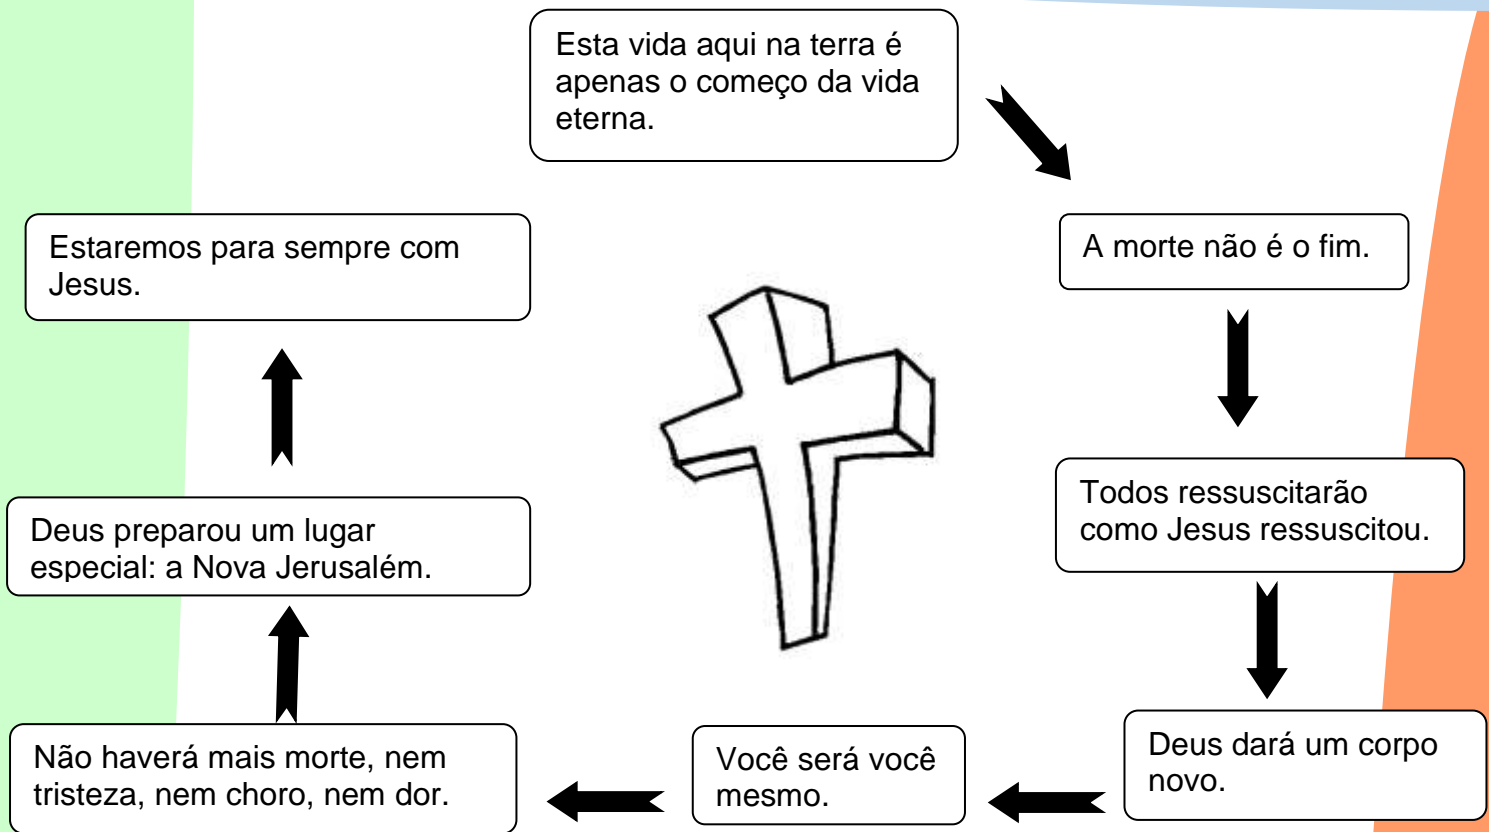 Esta vida aqui na terra é
apenas o começo da vida
eterna.
A morte não é o fim.
Todos ressuscitarão
como Jesus ressuscitou.
Deus dará um corpo
novo.
Você será você
mesmo.
Não haverá mais morte, nem
tristeza, nem choro, nem dor.
Deus preparou um lugar
especial: a Nova Jerusalém.
Estaremos para sempre com
Jesus.